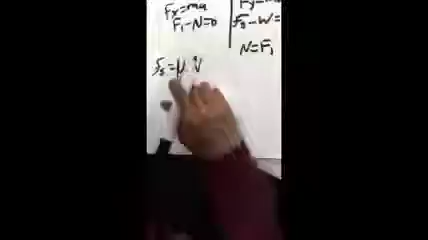 Fx=ma
F₁-N=0
Fy=ma
fs-W=
N=F₁
fs=μ N